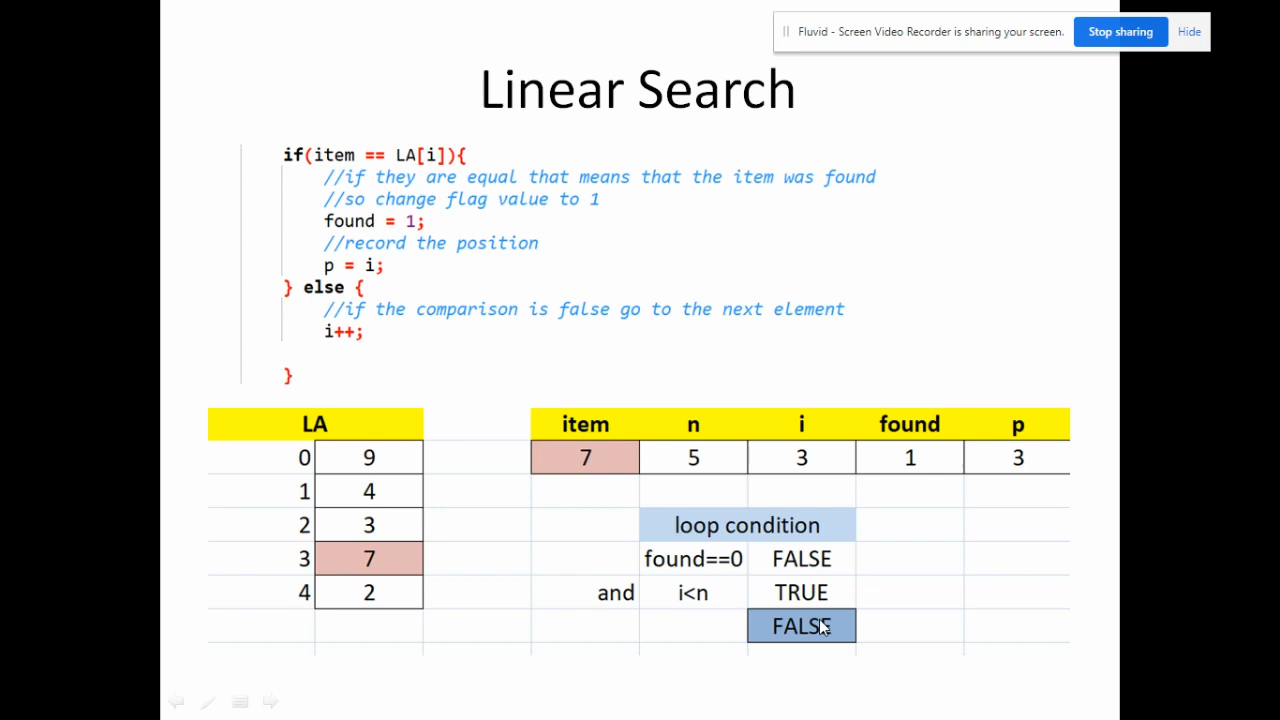 Fluvid - Screen Video Recorder is sharing your screen. Stop sharing Hide
Linear Search
if(item == LA[i]){
//if they are equal that means that the item was found
//so change flag value to 1
found = 1;
//record the position
p = i;
} else {
//if the comparison is false go to the next element
i++;
}
LA
0 9
1 4
2 3
3 7
4 2
item n i found p
7 5 3 1 3
loop condition
found==0 FALSE
and i<n TRUE
FALSE